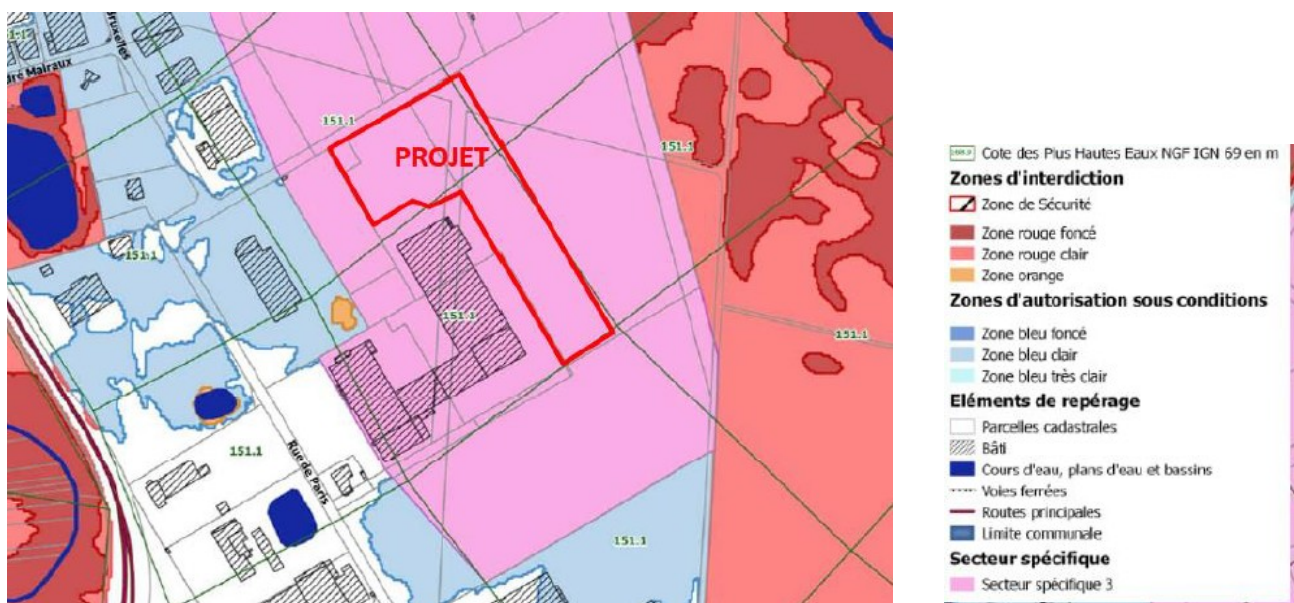 Bruxelles
151.1
dré Malraux
151.1
PROJET
151.1
151.1
151.1
151.1
151.1
Rue de Paris
151.1
Cote des Plus Hautes Eaux NGF IGN 69 en m
Zones d'interdiction
Zone de Sécurité
Zone rouge foncé
Zone rouge clair
Zone orange
Zones d'autorisation sous conditions
Zone bleu foncé
Zone bleu clair
Zone bleu très clair
Eléments de repérage
Parcelles cadastrales
Bâti
Cours d'eau, plans d'eau et bassins
Voies ferrées
Routes principales
Limite communale
Secteur spécifique
Secteur spécifique 3